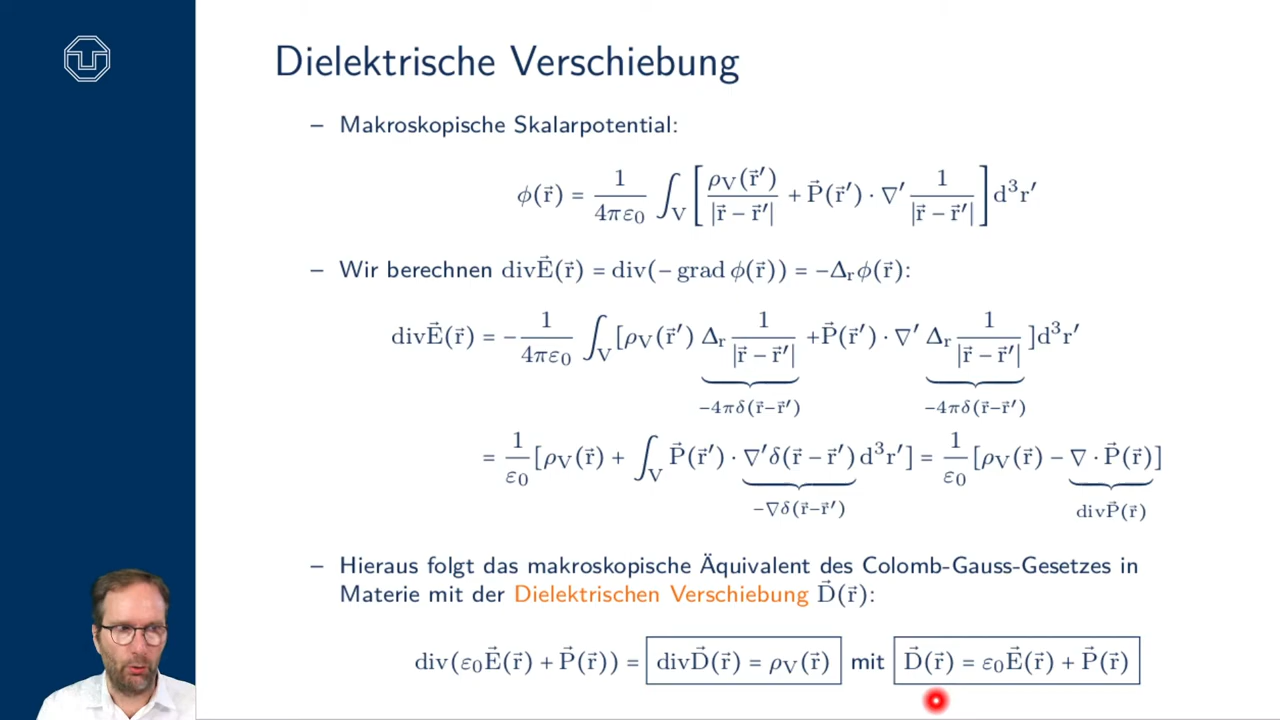 Dielektrische Verschiebung
– Makroskopische Skalarpotential:
ϕ(r⃗) = 1/(4πε₀) ∫_V [ ρ_V(r⃗′)/|r⃗ − r⃗′| + P⃗(r⃗′) · ∇′ 1/|r⃗ − r⃗′| ] d³r′
– Wir berechnen divE⃗(r⃗) = div(− grad ϕ(r⃗)) = −Δ_r ϕ(r⃗):
divE⃗(r⃗) = − 1/(4πε₀) ∫_V [ρ_V(r⃗′) Δ_r 1/|r⃗ − r⃗′| + P⃗(r⃗′) · ∇′ Δ_r 1/|r⃗ − r⃗′| ]d³r′
−4πδ(r⃗−r⃗′) −4πδ(r⃗−r⃗′)
= 1/ε₀ [ρ_V(r⃗) + ∫_V P⃗(r⃗′) · ∇′δ(r⃗ − r⃗′) d³r′] = 1/ε₀ [ρ_V(r⃗) − ∇ · P⃗(r⃗)]
−∇δ(r⃗−r⃗′) divP⃗(r⃗)
– Hieraus folgt das makroskopische Äquivalent des Colomb-Gauss-Gesetzes in
Materie mit der Dielektrischen Verschiebung D⃗(r⃗):
div(ε₀E⃗(r⃗) + P⃗(r⃗)) = divD⃗(r⃗) = ρ_V(r⃗) mit D⃗(r⃗) = ε₀E⃗(r⃗) + P⃗(r⃗)